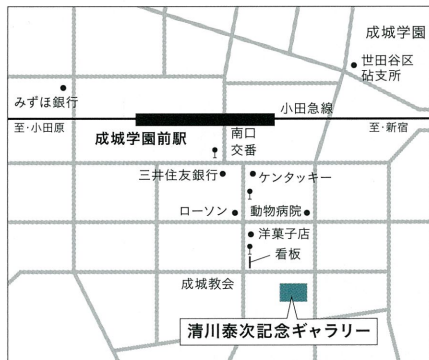 成城学園
世田谷区
砧支所
みずほ銀行
小田急線
至・小田原
至・新宿
成城学園前駅
南口
交番
三井住友銀行
ケンタッキー
ローソン
動物病院
洋菓子店
看板
成城教会
清川泰次記念ギャラリー